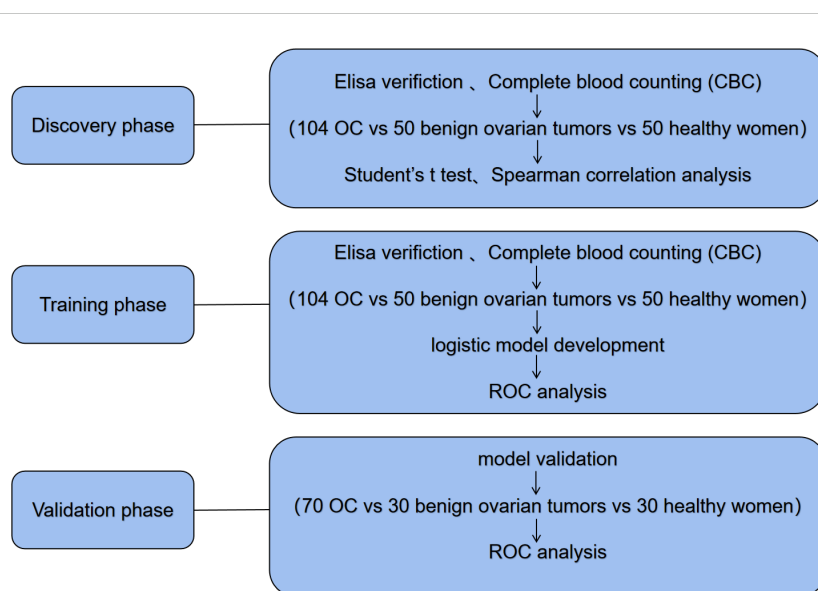 Discovery phase
Elisa verifiction 、Complete blood counting (CBC)
(104 OC vs 50 benign ovarian tumors vs 50 healthy women)
Student’s t test、Spearman correlation analysis
Training phase
Elisa verifiction 、Complete blood counting (CBC)
(104 OC vs 50 benign ovarian tumors vs 50 healthy women)
logistic model development
ROC analysis
Validation phase
model validation
(70 OC vs 30 benign ovarian tumors vs 30 healthy women)
ROC analysis